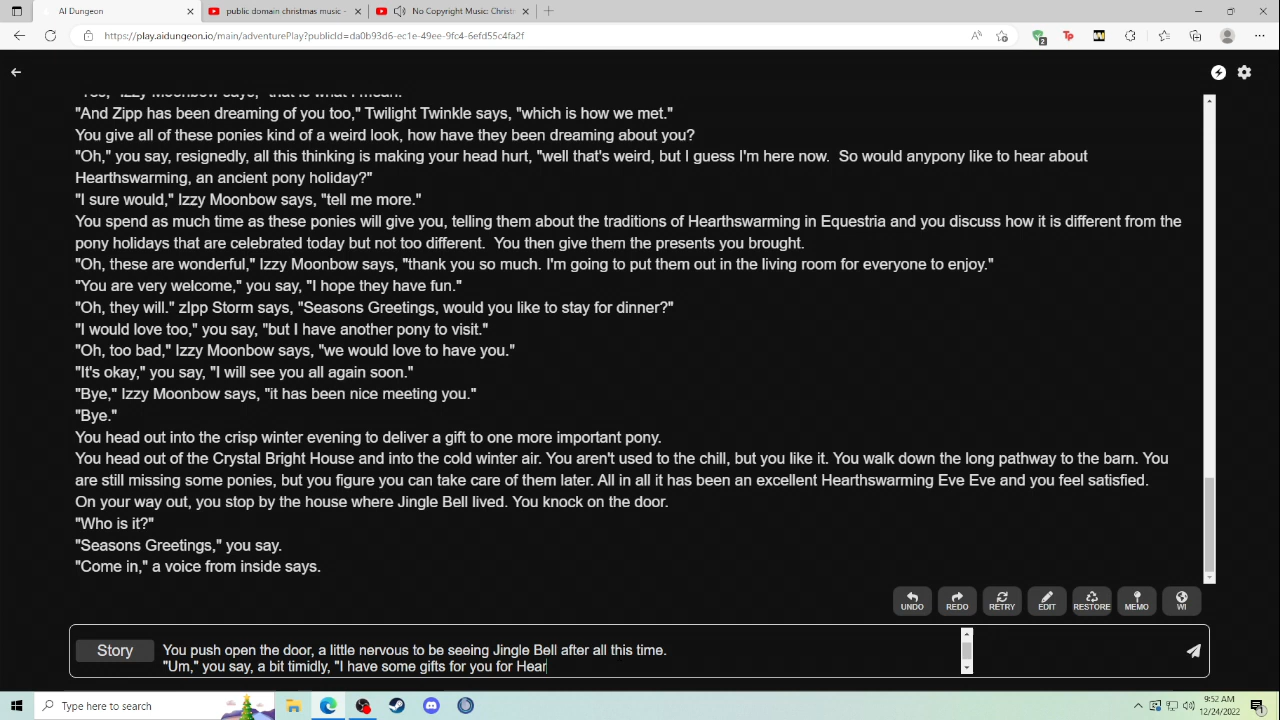 AI Dungeon
public domain christmas music -
No Copyright Music: Christ
https://play.aidungeon.io/main/adventurePlay?publicId=da0b93d6-ec1e-49ee-9fc4-6efd55c4fa2f
"Yes," Izzy Moonbow says, "that is what I mean."
"And Zipp has been dreaming of you too," Twilight Twinkle says, "which is how we met."
You give all of these ponies kind of a weird look, how have they been dreaming about you?
"Oh," you say, resignedly, all this thinking is making your head hurt, "well that's weird, but I guess I'm here now.  So would anypony like to hear about
Hearthswarming, an ancient pony holiday?"
"I sure would," Izzy Moonbow says, "tell me more."
You spend as much time as these ponies will give you, telling them about the traditions of Hearthswarming in Equestria and you discuss how it is different from the
pony holidays that are celebrated today but not too different.  You then give them the presents you brought.
"Oh, these are wonderful," Izzy Moonbow says, "thank you so much. I'm going to put them out in the living room for everyone to enjoy."
"You are very welcome," you say, "I hope they have fun."
"Oh, they will." zIpp Storm says, "Seasons Greetings, would you like to stay for dinner?"
"I would love too," you say, "but I have another pony to visit."
"Oh, too bad," Izzy Moonbow says, "we would love to have you."
"It's okay," you say, "I will see you all again soon."
"Bye," Izzy Moonbow says, "it has been nice meeting you."
"Bye."
You head out into the crisp winter evening to deliver a gift to one more important pony.
You head out of the Crystal Bright House and into the cold winter air. You aren't used to the chill, but you like it. You walk down the long pathway to the barn. You
are still missing some ponies, but you figure you can take care of them later. All in all it has been an excellent Hearthswarming Eve Eve and you feel satisfied.
On your way out, you stop by the house where Jingle Bell lived. You knock on the door.
"Who is it?"
"Seasons Greetings," you say.
"Come in," a voice from inside says.
UNDO REDO RETRY EDIT RESTORE MEMO WI
Story
You push open the door, a little nervous to be seeing Jingle Bell after all this time.
"Um," you say, a bit timidly, "I have some gifts for you for Hear
Type here to search
9:52 AM
12/24/2022